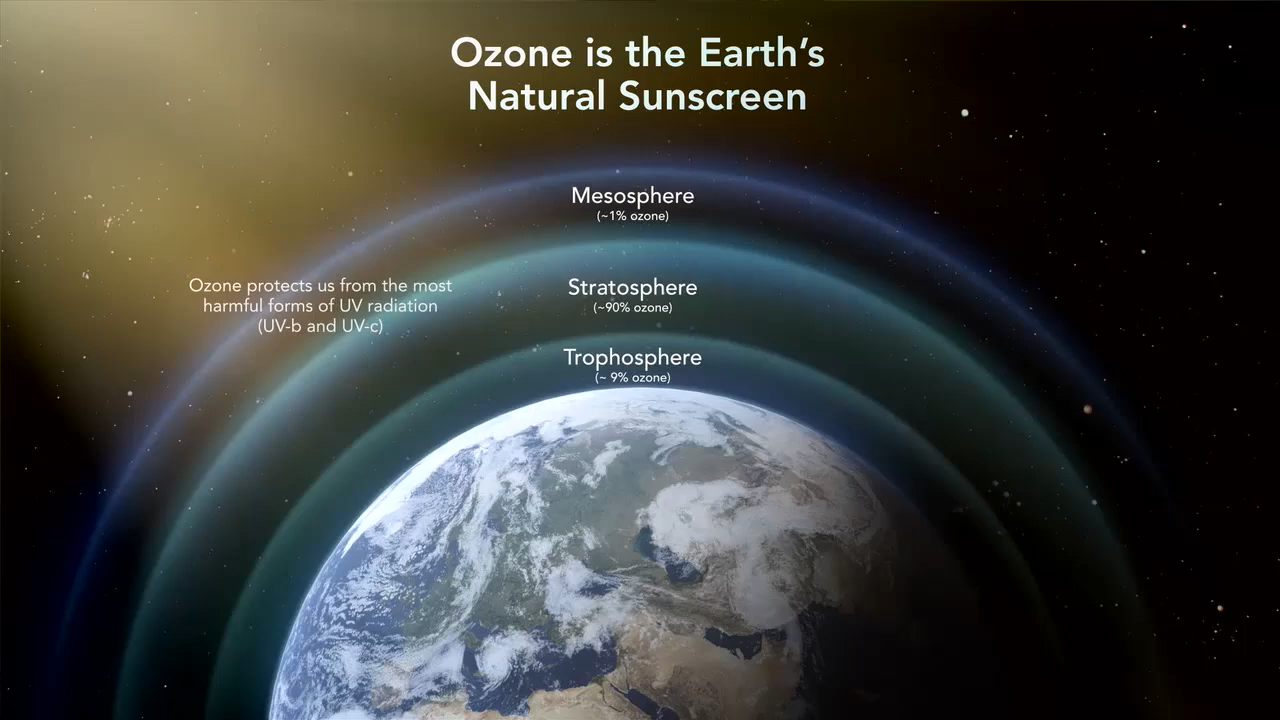 Ozone is the Earth’s
Natural Sunscreen
Mesosphere
(~1% ozone)
Ozone protects us from the most
harmful forms of UV radiation
(UV-b and UV-c)
Stratosphere
(~90% ozone)
Trophosphere
(~ 9% ozone)